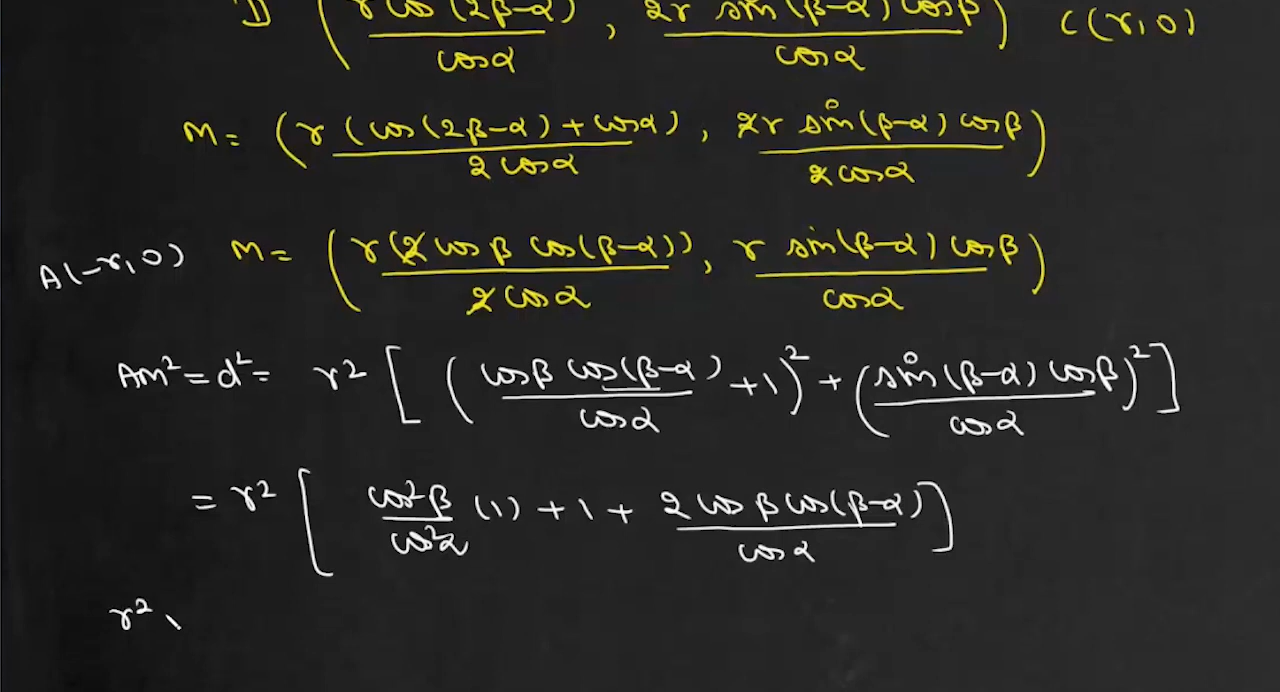 D ( r cos (2β-α) / cosα , 2r sin (β-α) cosβ / cosα ) C(r,0)
M= ( r (cos(2β-α) + cosα) / 2 cosα , 2r sin(β-α) cosβ / 2 cosα )
A(-r,0) M= ( r (2 cosβ cos(β-α)) / 2 cosα , r sin(β-α) cosβ / cosα )
AM² = d² = r² [ ( cosβ cos(β-α) / cosα +1)² + ( sin (β-α) cosβ / cosα )² ]
= r² [ cos²β / cos²α (1) + 1 + 2 cosβ cos(β-α) / cosα ]
r²